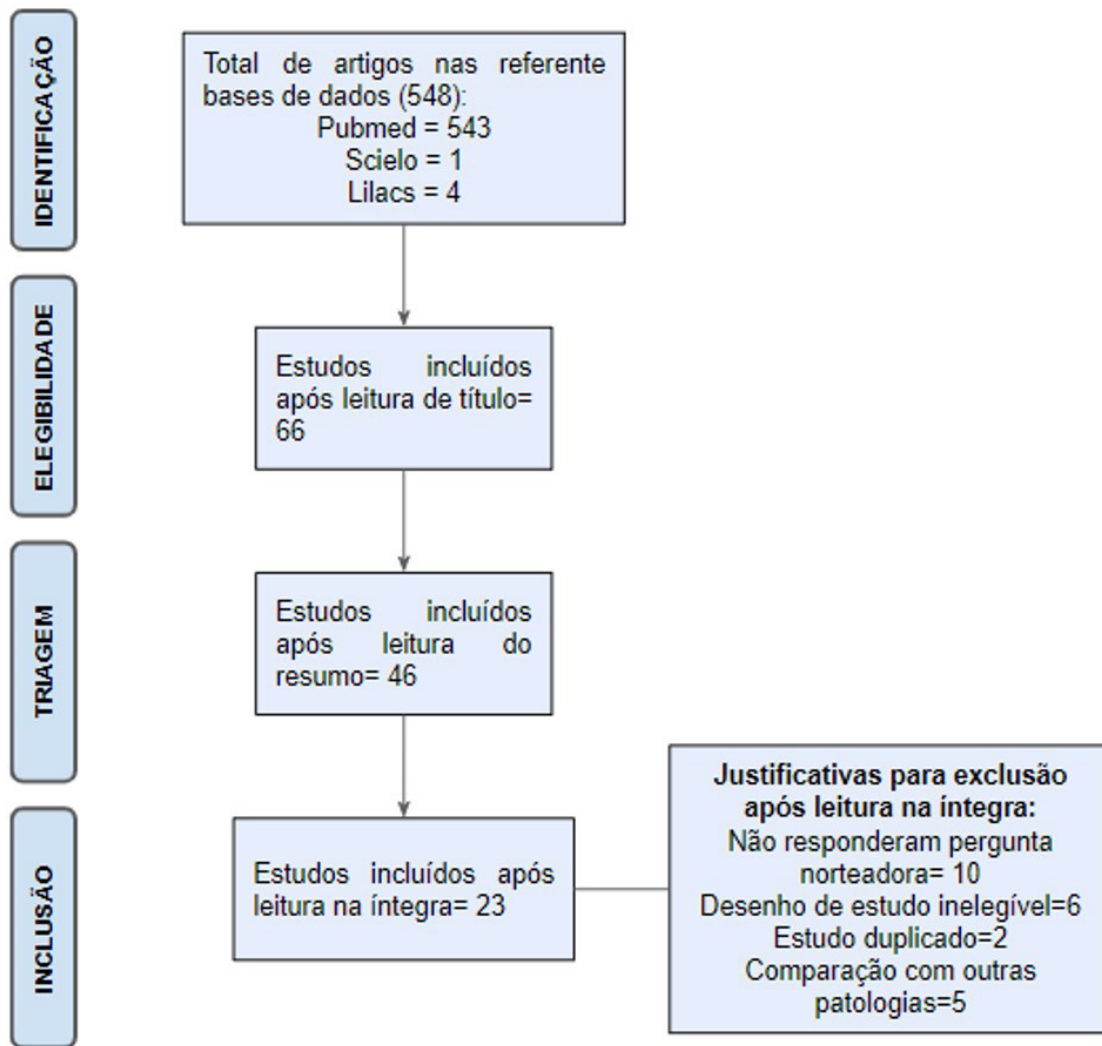 IDENTIFICAÇÃO
Total de artigos nas referente
bases de dados (548):
Pubmed = 543
Scielo = 1
Lilacs = 4
ELEGIBILIDADE
Estudos incluídos
após leitura de título=
66
TRIAGEM
Estudos incluídos
após leitura do
resumo= 46
INCLUSÃO
Estudos incluídos após
leitura na íntegra= 23
Justificativas para exclusão
após leitura na íntegra:
Não responderam pergunta
norteadora= 10
Desenho de estudo inelegível=6
Estudo duplicado=2
Comparação com outras
patologias=5